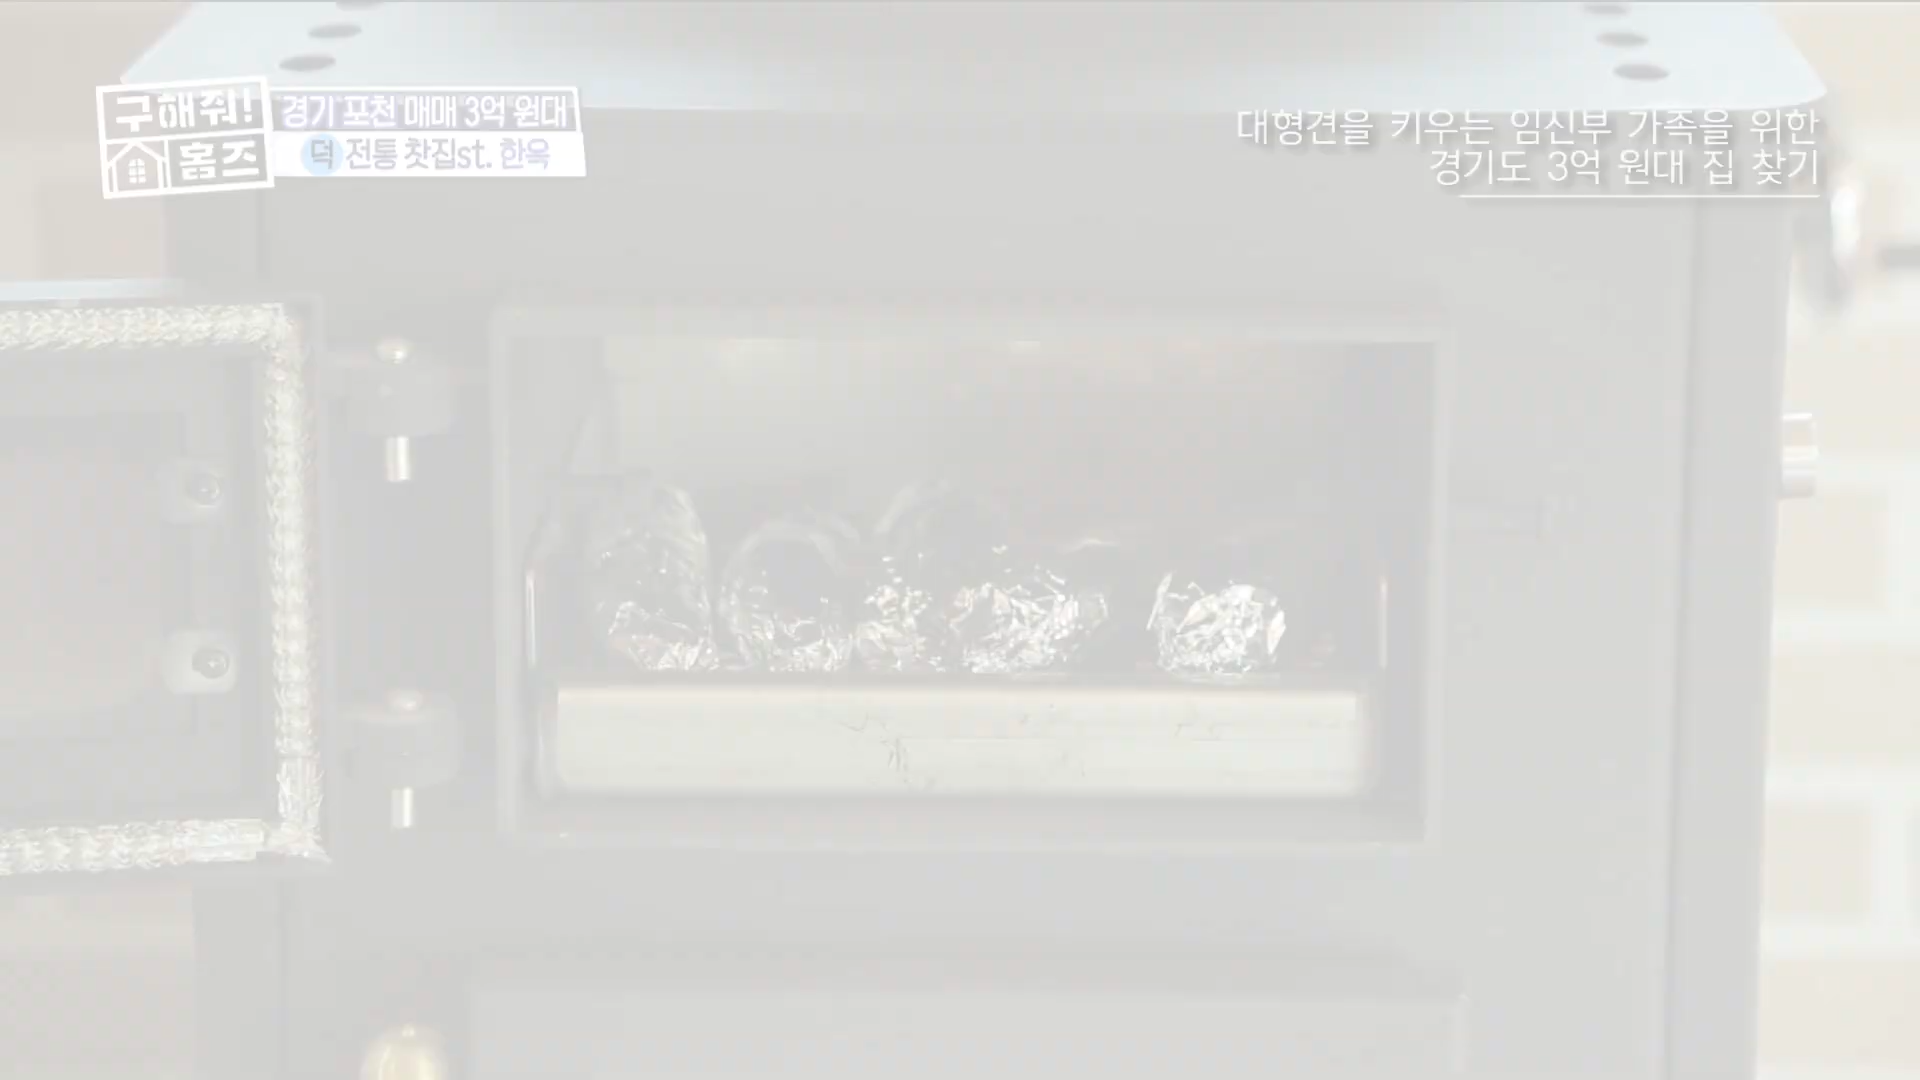 구해줘!
홈즈
경기 포천 매매 3억 원대
덕 전통 찻집st. 한옥
대형견을 키우는 임신부 가족을 위한
경기도 3억 원대 집 찾기